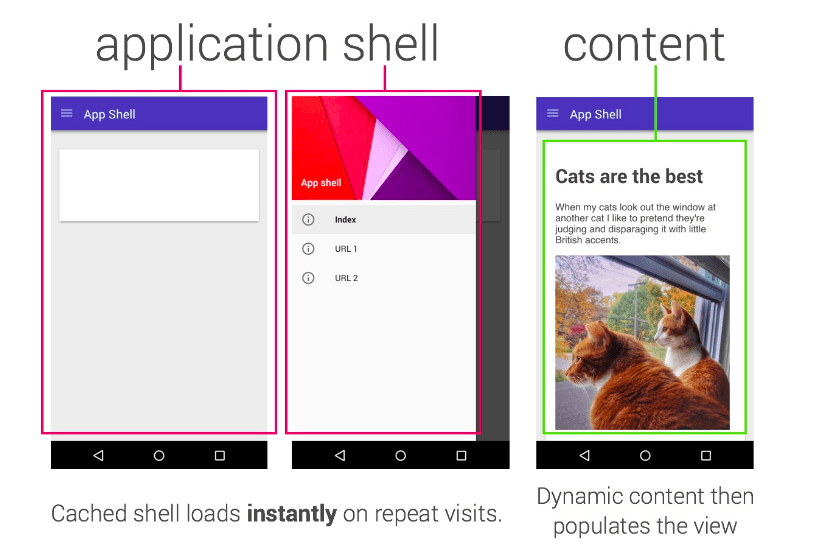 application shell
content
App Shell
App shell
Index
URL 1
URL 2
App Shell
Cats are the best
When my cats look out the window at
another cat I like to pretend they're
judging and disparaging it with little
British accents.
Cached shell loads instantly on repeat visits.
Dynamic content then
populates the view